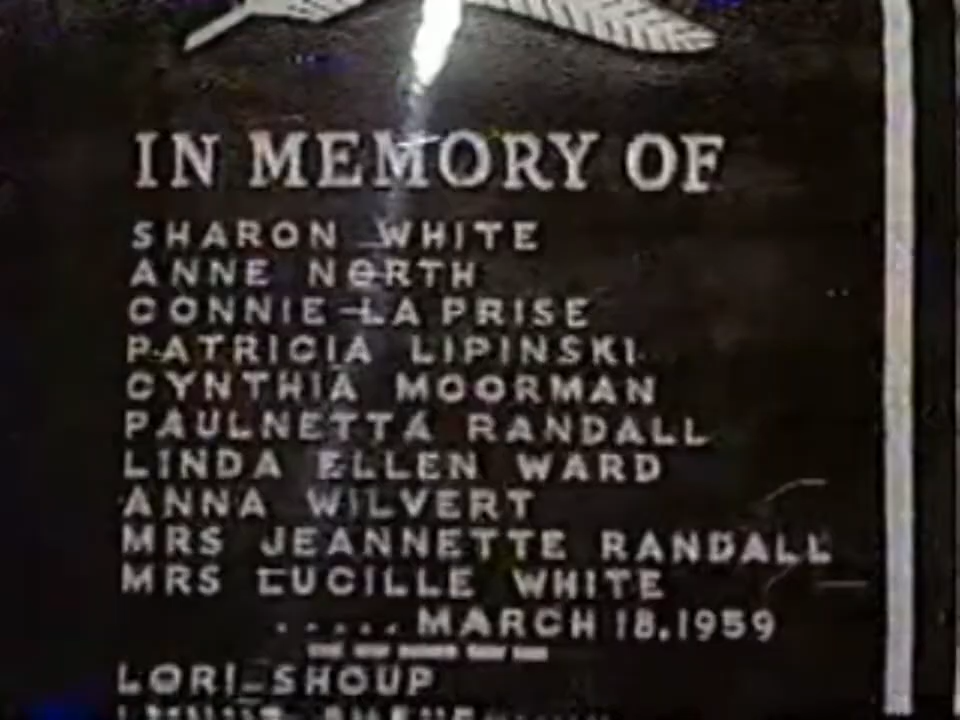 IN MEMORY OF
SHARON WHITE
ANNE NORTH
CONNIE LA PRISE
PATRICIA LIPINSKI
CYNTHIA MOORMAN
PAULNETTA RANDALL
LINDA ELLEN WARD
ANNA WILVERT
MRS JEANNETTE RANDALL
MRS LUCILLE WHITE
.....MARCH 18.1959
LORI SHOUP